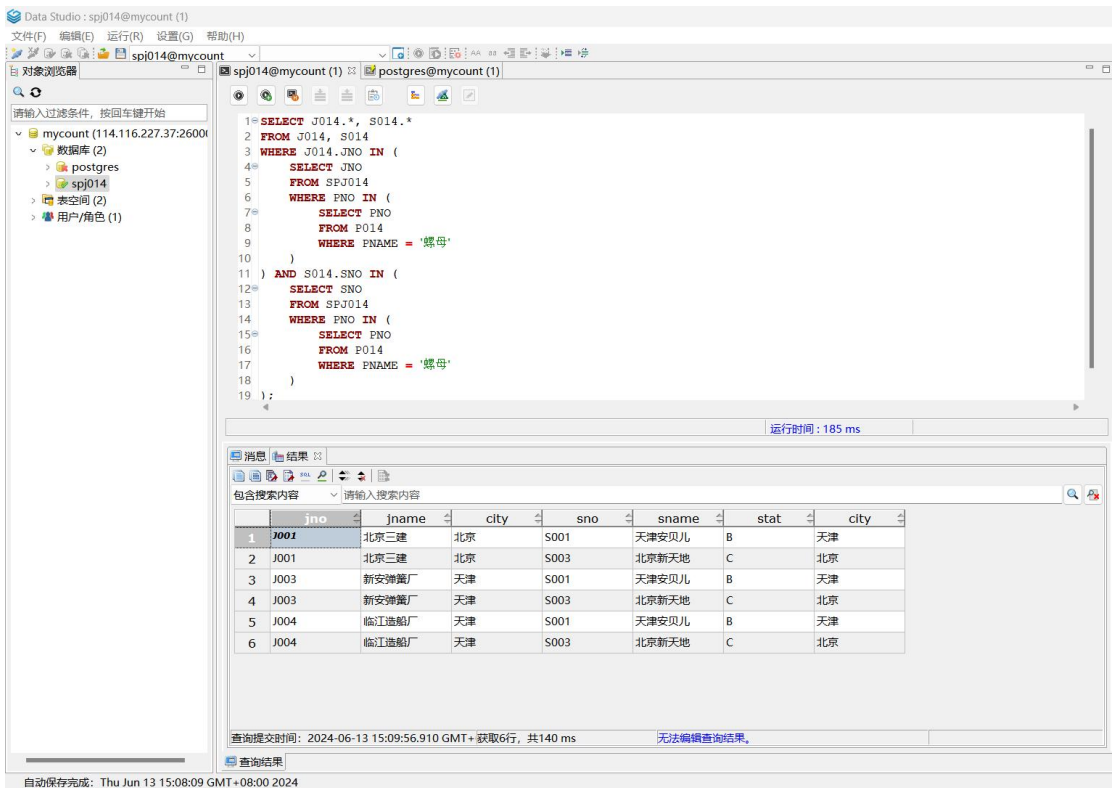 Data Studio : spj014@mycount (1)
文件(F) 编辑(E) 运行(R) 设置(G) 帮助(H)
spj014@mycount
对象浏览器
spj014@mycount (1) postgres@mycount (1)
请输入过滤条件，按回车键开始
mycount (114.116.227.37:2600
数据库 (2)
postgres
spj014
表空间 (2)
用户/角色 (1)
1 SELECT J014.*, S014.*
2 FROM J014, S014
3 WHERE J014.JNO IN (
4 SELECT JNO
5 FROM SPJ014
6 WHERE PNO IN (
7 SELECT PNO
8 FROM P014
9 WHERE PNAME = '螺母'
10 )
11 ) AND S014.SNO IN (
12 SELECT SNO
13 FROM SPJ014
14 WHERE PNO IN (
15 SELECT PNO
16 FROM P014
17 WHERE PNAME = '螺母'
18 )
19 );
运行时间 : 185 ms
消息 结果
包含搜索内容 请输入搜索内容
jno jname city sno sname stat city
1 J001 北京三建 北京 S001 天津安贝儿 B 天津
2 J001 北京三建 北京 S003 北京新天地 C 北京
3 J003 新安弹簧厂 天津 S001 天津安贝儿 B 天津
4 J003 新安弹簧厂 天津 S003 北京新天地 C 北京
5 J004 临江造船厂 天津 S001 天津安贝儿 B 天津
6 J004 临江造船厂 天津 S003 北京新天地 C 北京
查询提交时间：2024-06-13 15:09:56.910 GMT+ 获取6行，共140 ms 无法编辑查询结果。
查询结果
自动保存完成：Thu Jun 13 15:08:09 GMT+08:00 2024